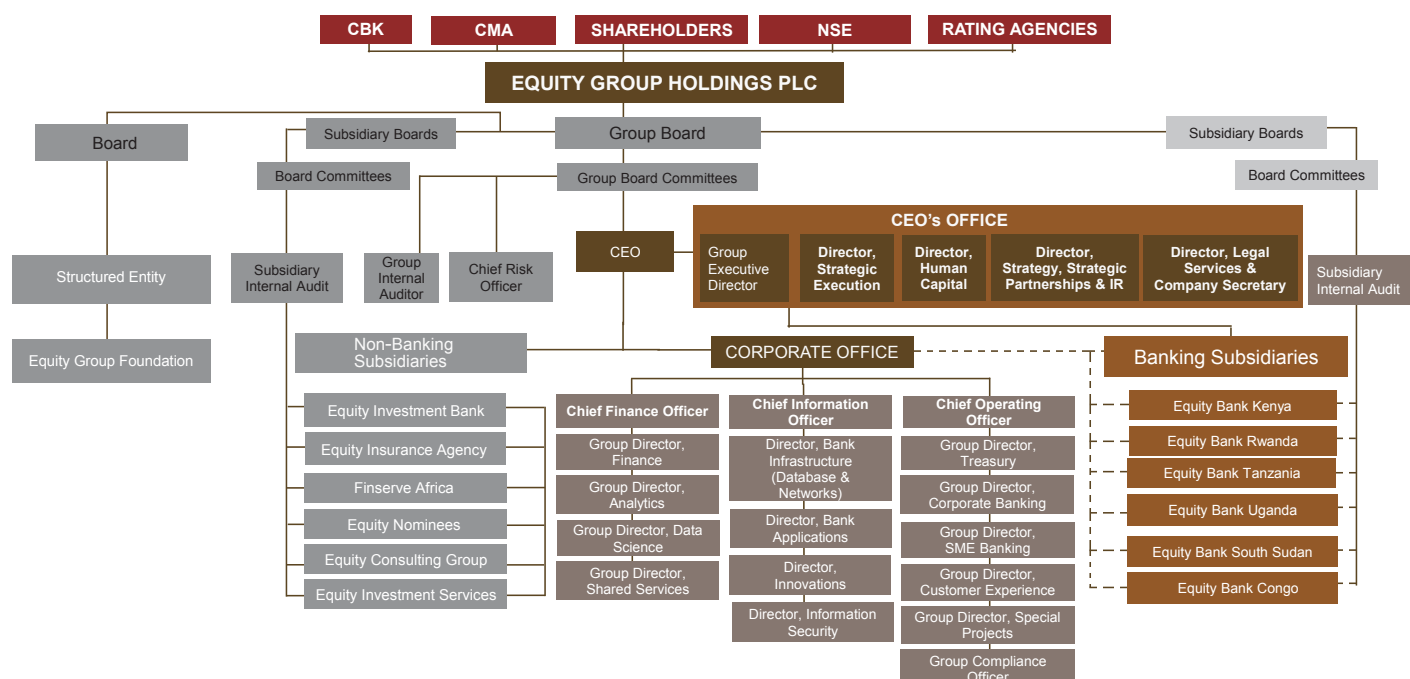 CBK
CMA
SHAREHOLDERS
NSE
RATING AGENCIES
EQUITY GROUP HOLDINGS PLC
Board
Subsidiary Boards
Group Board
Subsidiary Boards
Board Committees
Group Board Committees
Board Committees
CEO's OFFICE
CEO
Group
Executive
Director
Director,
Strategic
Execution
Director,
Human
Capital
Director,
Strategy, Strategic
Partnerships & IR
Director, Legal
Services &
Company Secretary
Structured Entity
Subsidiary
Internal Audit
Group
Internal
Auditor
Chief Risk
Officer
Subsidiary
Internal Audit
Equity Group Foundation
Non-Banking
Subsidiaries
CORPORATE OFFICE
Banking Subsidiaries
Equity Investment Bank
Equity Insurance Agency
Finserve Africa
Equity Nominees
Equity Consulting Group
Equity Investment Services
Chief Finance Officer
Group Director,
Finance
Group Director,
Analytics
Group Director, Data
Science
Group Director,
Shared Services
Chief Information
Officer
Director, Bank
Infrastructure
(Database &
Networks)
Director, Bank
Applications
Director,
Innovations
Director, Information
Security
Chief Operating
Officer
Group Director,
Treasury
Group Director,
Corporate Banking
Group Director,
SME Banking
Group Director,
Customer Experience
Group Director, Special
Projects
Group Compliance
Officer
Equity Bank Kenya
Equity Bank Rwanda
Equity Bank Tanzania
Equity Bank Uganda
Equity Bank South Sudan
Equity Bank Congo